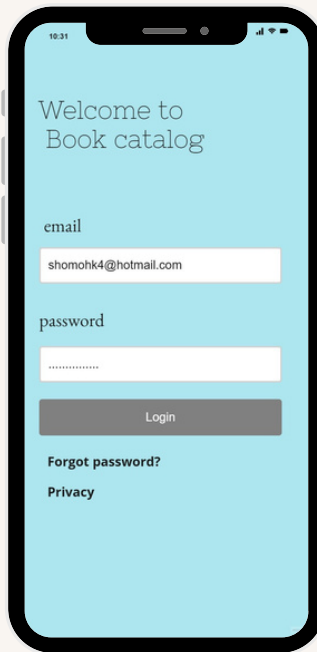 10:31
Welcome to
Book catalog
email
shomohk4@hotmail.com
password
...............
Login
Forgot password?
Privacy